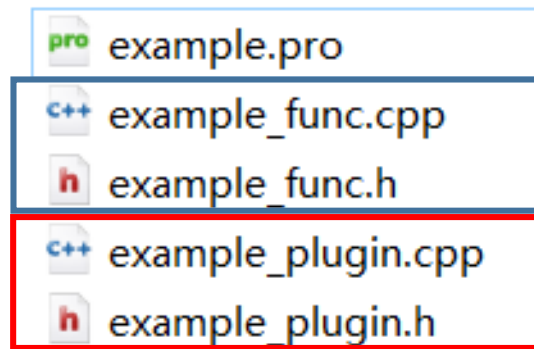 pro example.pro
c++ example_func.cpp
h example_func.h
c++ example_plugin.cpp
h example_plugin.h